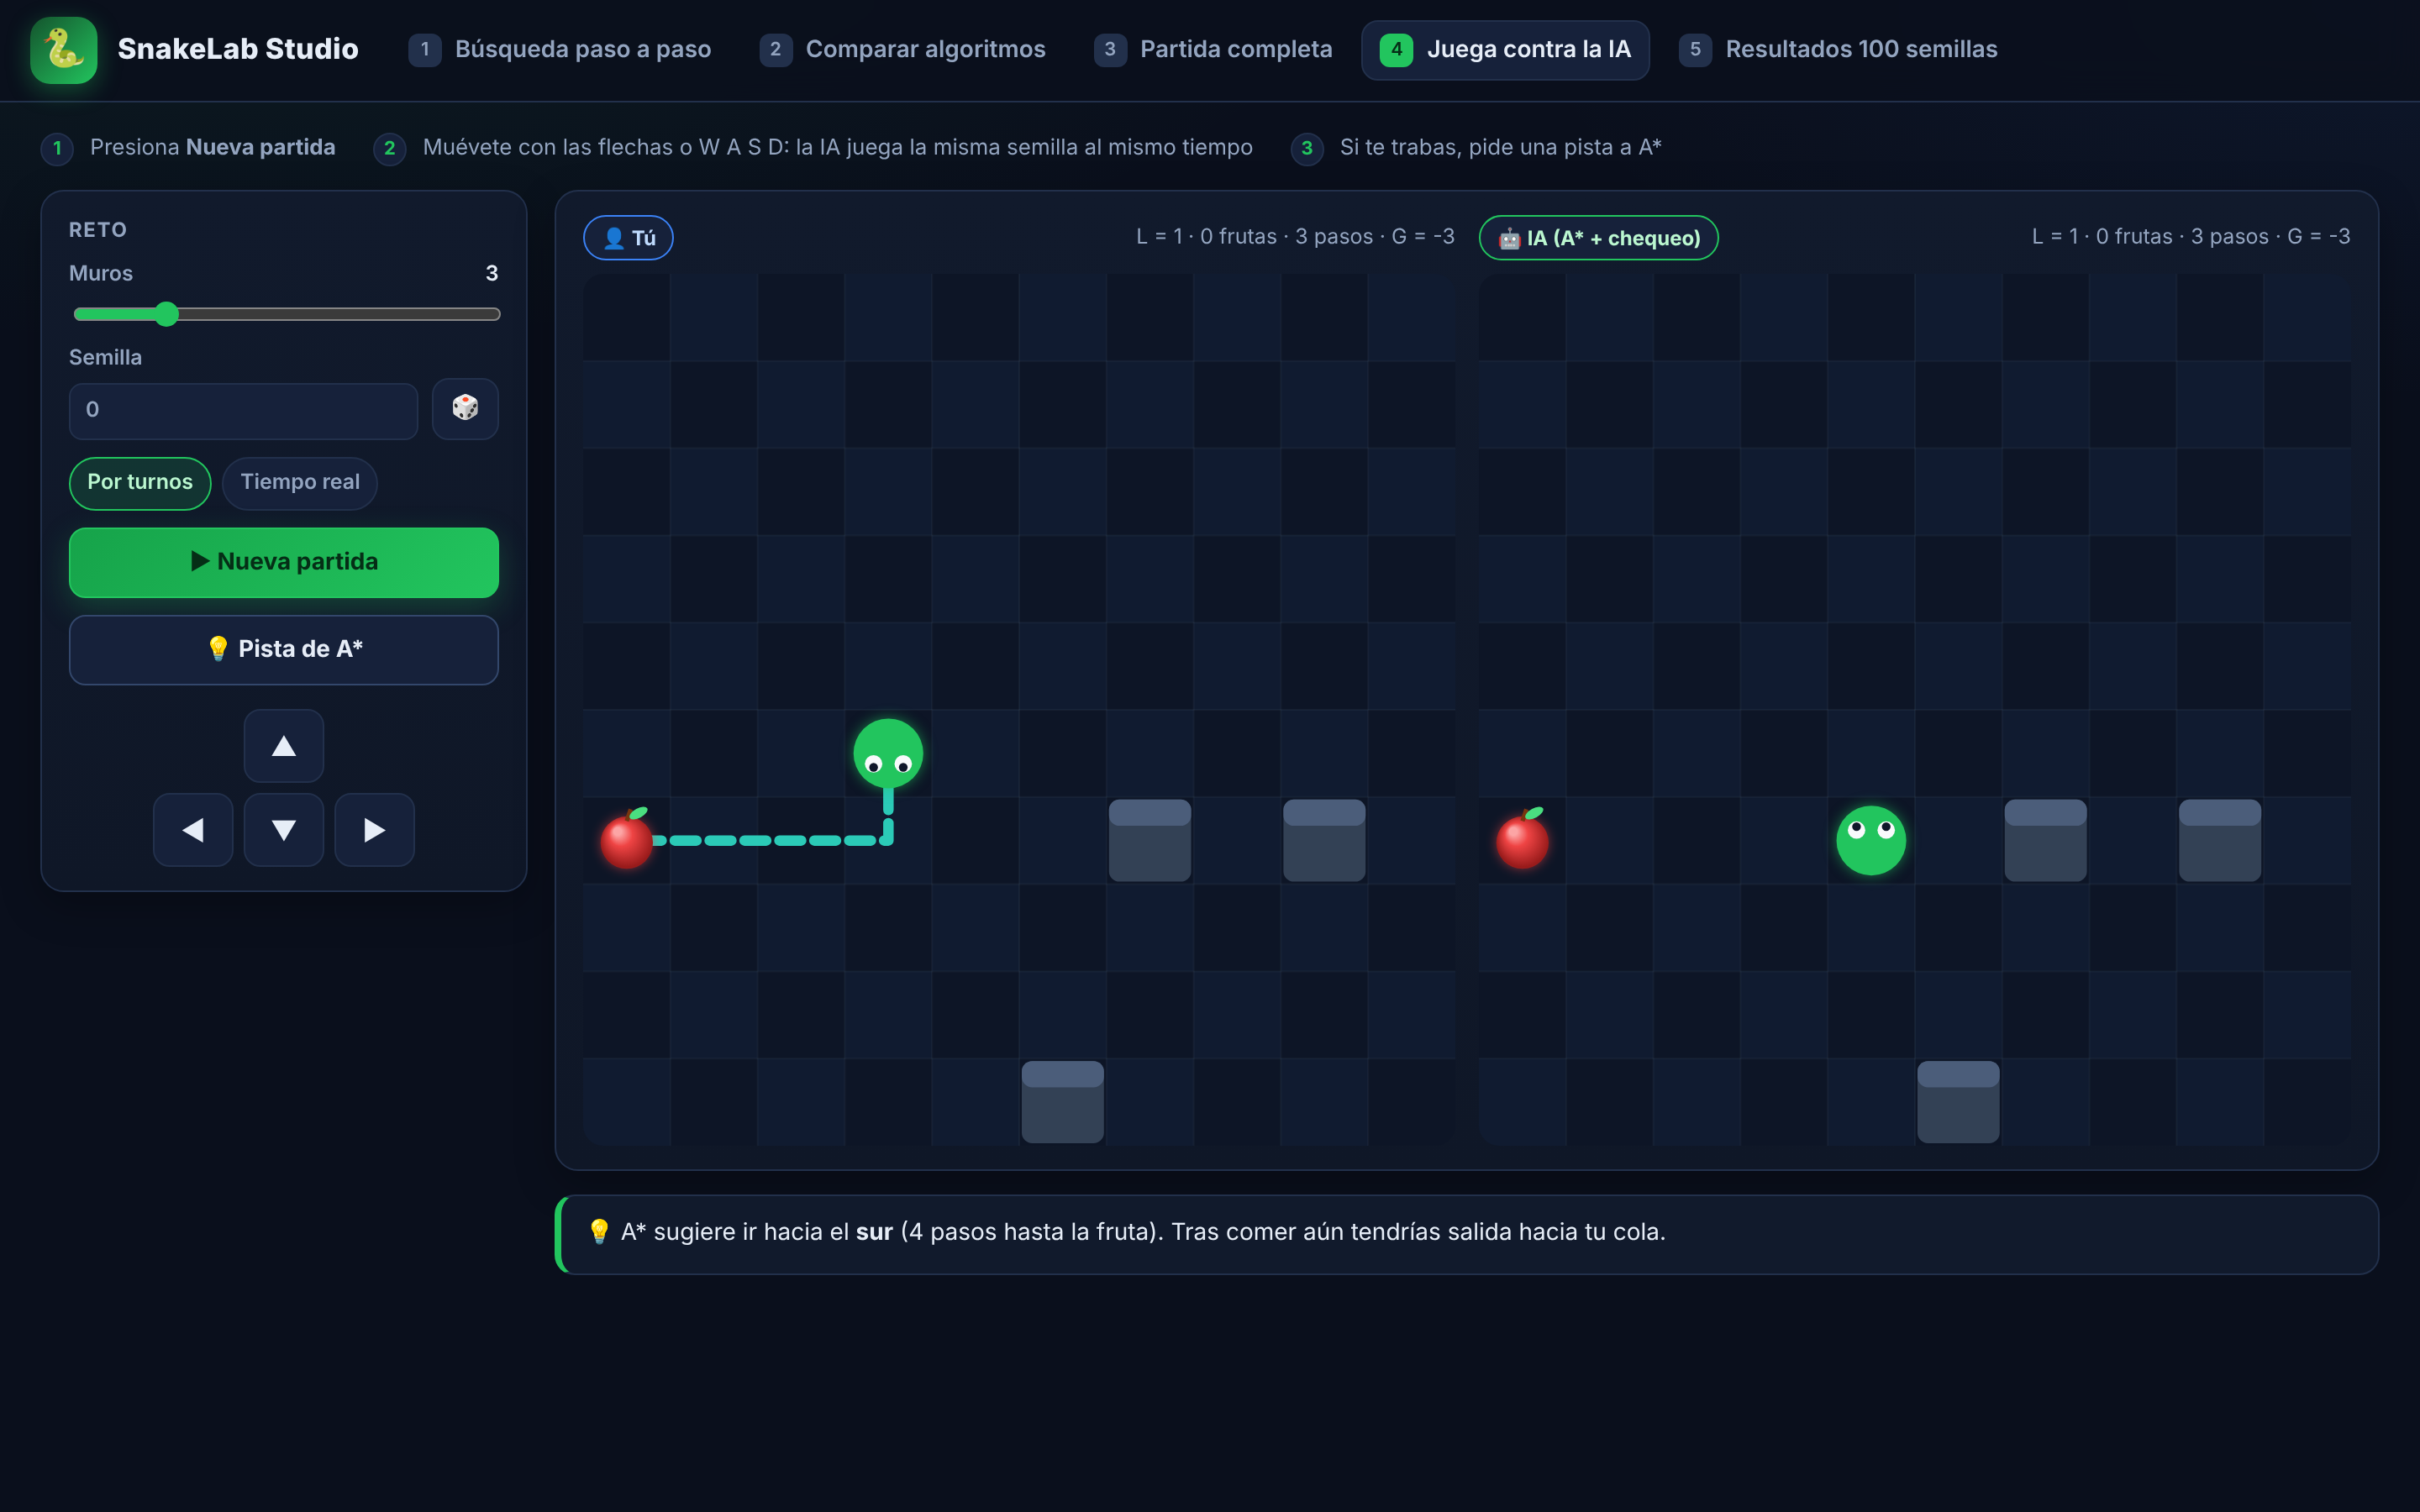 SnakeLab Studio
1 Búsqueda paso a paso
2 Comparar algoritmos
3 Partida completa
4 Juega contra la IA
5 Resultados 100 semillas
1 Presiona Nueva partida
2 Muévete con las flechas o W A S D: la IA juega la misma semilla al mismo tiempo
3 Si te trabas, pide una pista a A*
RETO
Muros 3
Semilla
0
Por turnos
Tiempo real
▶ Nueva partida
💡 Pista de A*
▲
◀ ▼ ▶
👤 Tú
L = 1 · 0 frutas · 3 pasos · G = -3
🤖 IA (A* + chequeo)
L = 1 · 0 frutas · 3 pasos · G = -3
💡 A* sugiere ir hacia el sur (4 pasos hasta la fruta). Tras comer aún tendrías salida hacia tu cola.